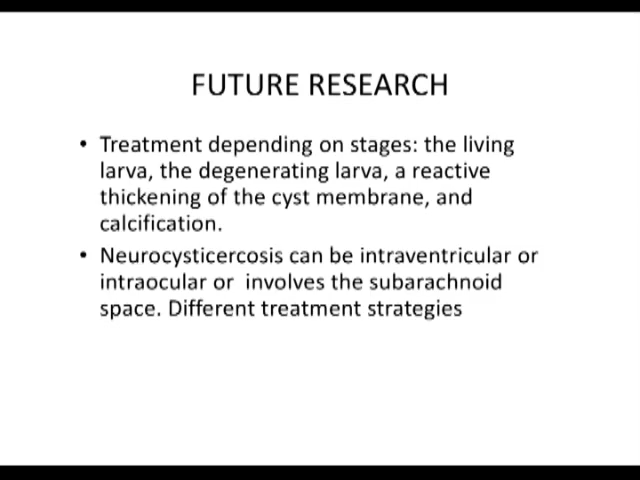 FUTURE RESEARCH
• Treatment depending on stages: the living
larva, the degenerating larva, a reactive
thickening of the cyst membrane, and
calcification.
• Neurocysticercosis can be intraventricular or
intraocular or  involves the subarachnoid
space. Different treatment strategies